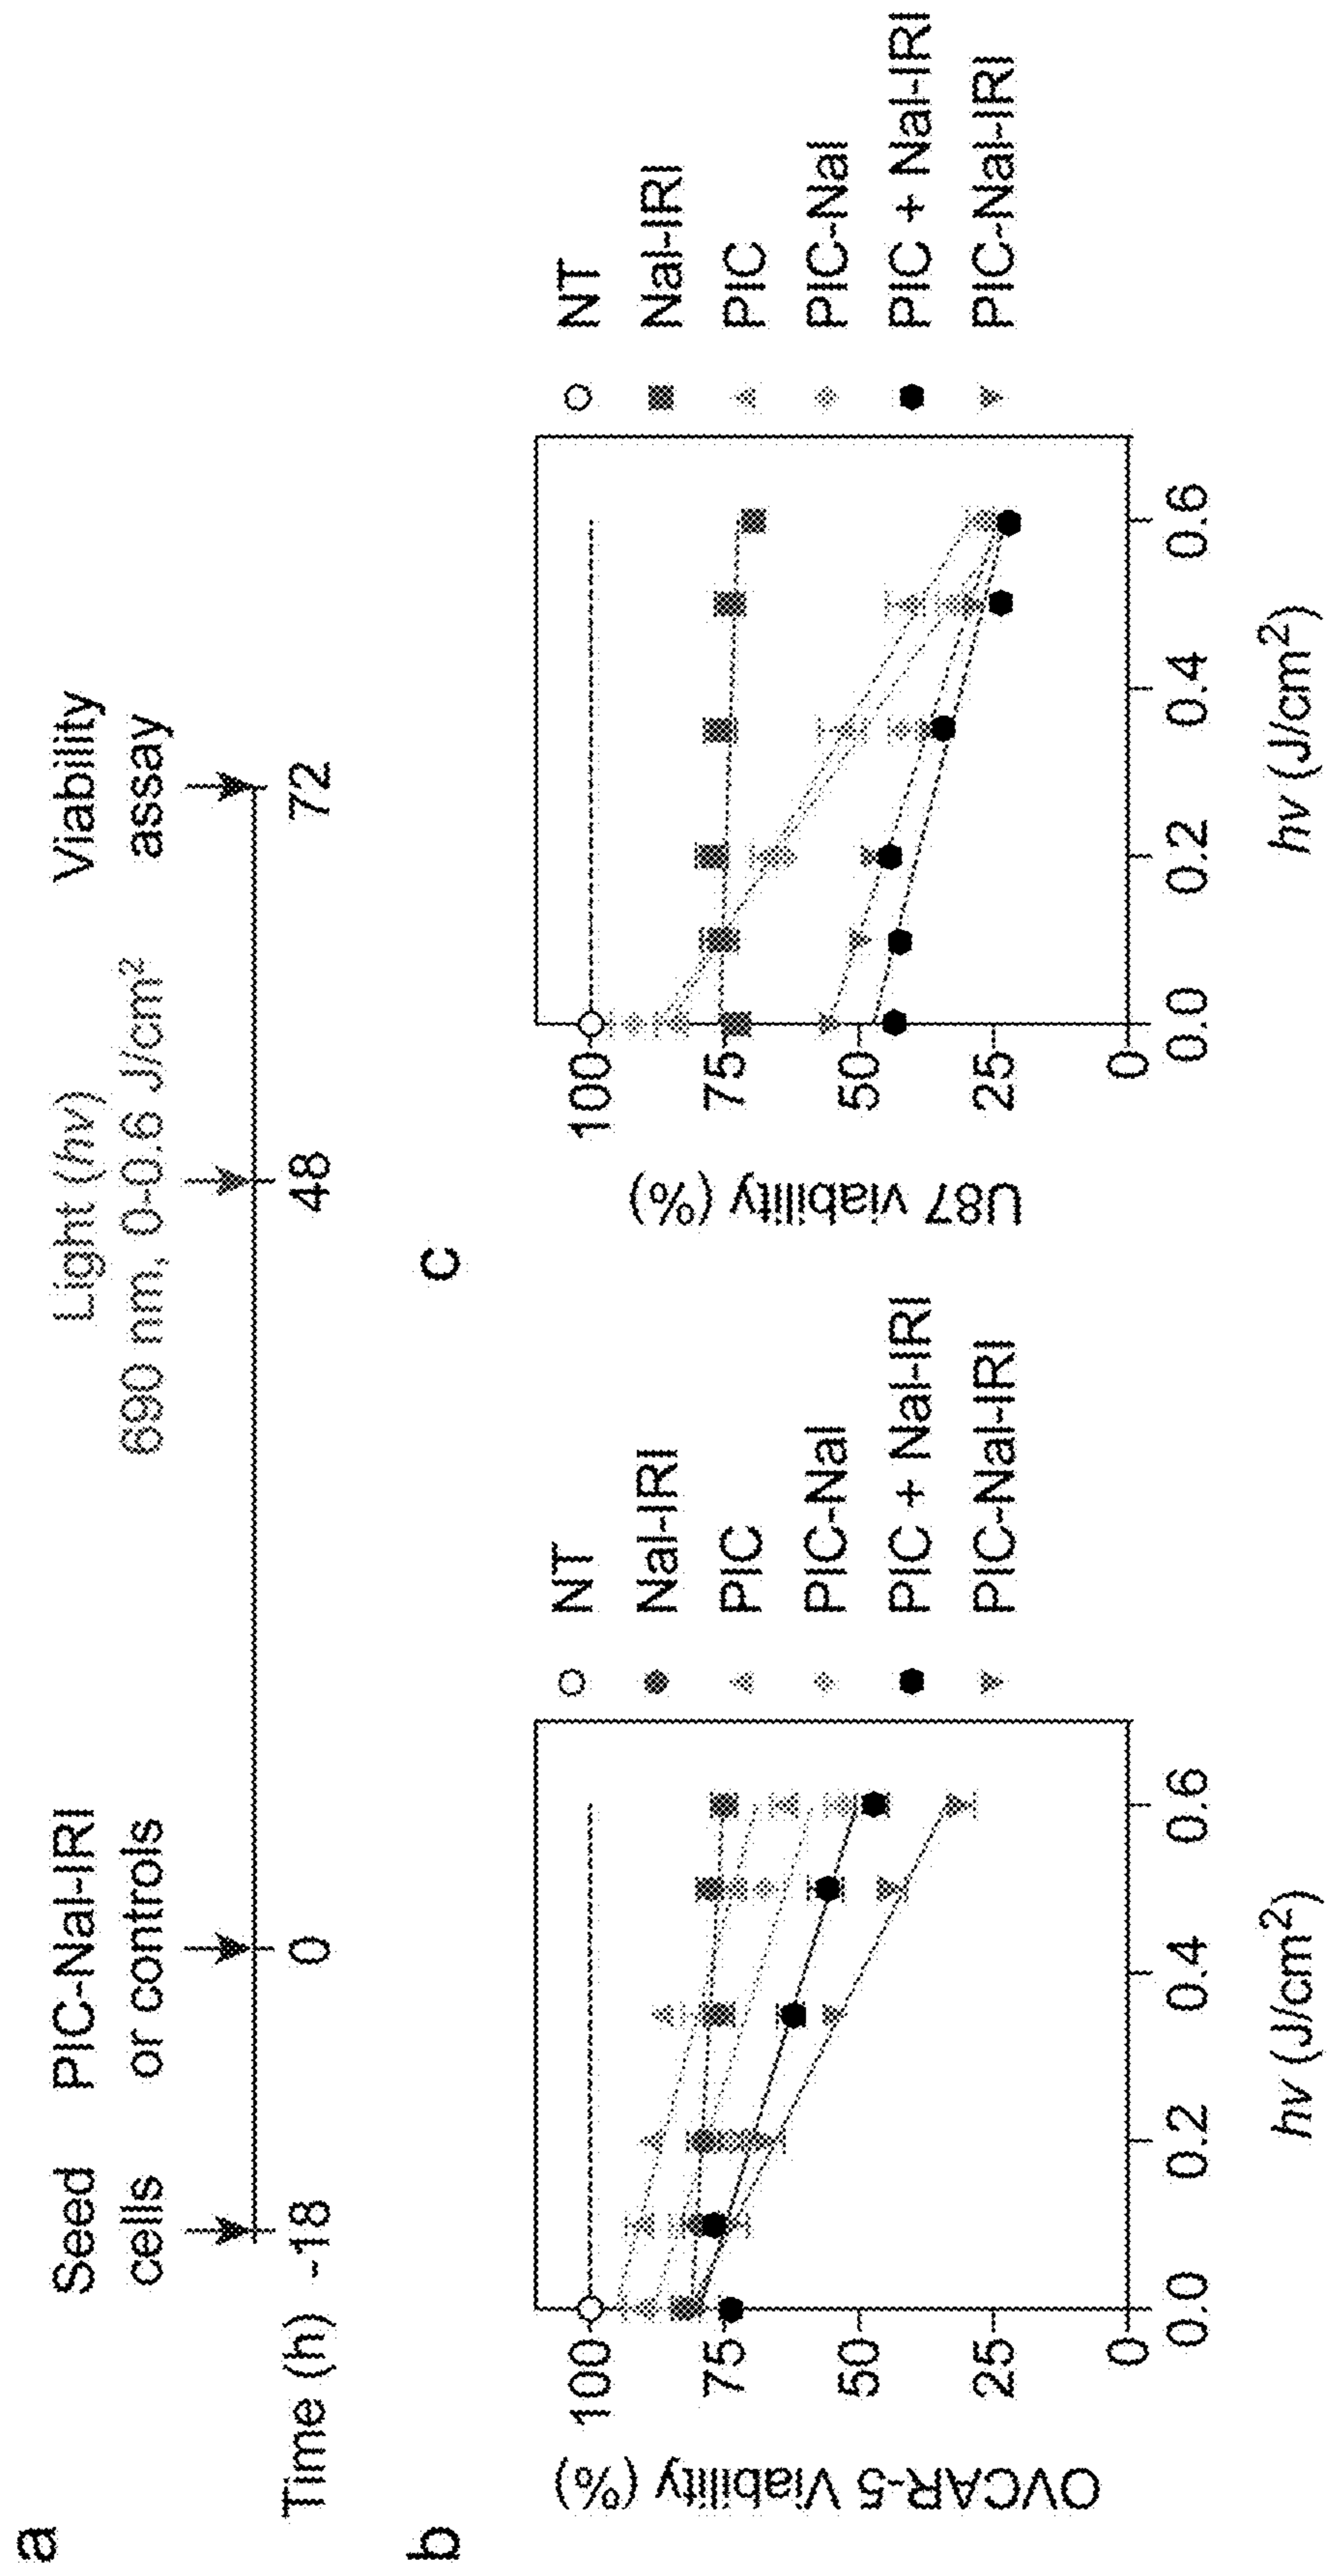 a
Seed
cells
PIC-Nal-IRI
or controls
Light (hv)
690 nm, 0-0.6 J/cm²
Viability
assay
Time (h)
-18
0
48
72
b
OVCAR-5 Viability (%)
100
75
50
25
0
0.0
0.2
0.4
0.6
hv (J/cm²)
NT
Nal-IRI
PIC
PIC-Nal
PIC + Nal-IRI
PIC-Nal-IRI
c
U87 viability (%)
100
75
50
25
0
0.0
0.2
0.4
0.6
hv (J/cm²)
NT
Nal-IRI
PIC
PIC-Nal
PIC + Nal-IRI
PIC-Nal-IRI